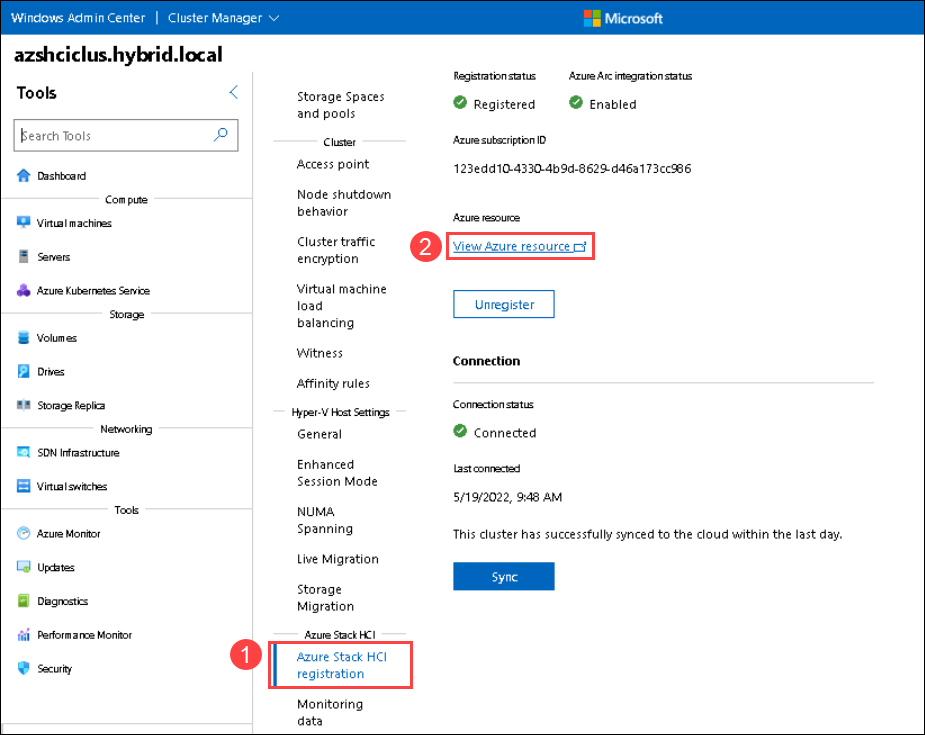 Windows Admin Center | Cluster Manager
Microsoft
azshciclus.hybrid.local
Tools
Search Tools
Dashboard
Compute
Virtual machines
Servers
Azure Kubernetes Service
Storage
Volumes
Drives
Storage Replica
Networking
SDN Infrastructure
Virtual switches
Tools
Azure Monitor
Updates
Diagnostics
Performance Monitor
Security
Storage Spaces
and pools
Cluster
Access point
Node shutdown
behavior
Cluster traffic
encryption
Virtual machine
load
balancing
Witness
Affinity rules
Hyper-V Host Settings
General
Enhanced
Session Mode
NUMA
Spanning
Live Migration
Storage
Migration
Azure Stack HCI
1
Azure Stack HCI
registration
Monitoring
data
Registration status
Azure Arc integration status
Registered
Enabled
Azure subscription ID
123edd10-4330-4b9d-8629-d46a173cc986
Azure resource
2
View Azure resource
Unregister
Connection
Connection status
Connected
Last connected
5/19/2022, 9:48 AM
This cluster has successfully synced to the cloud within the last day.
Sync